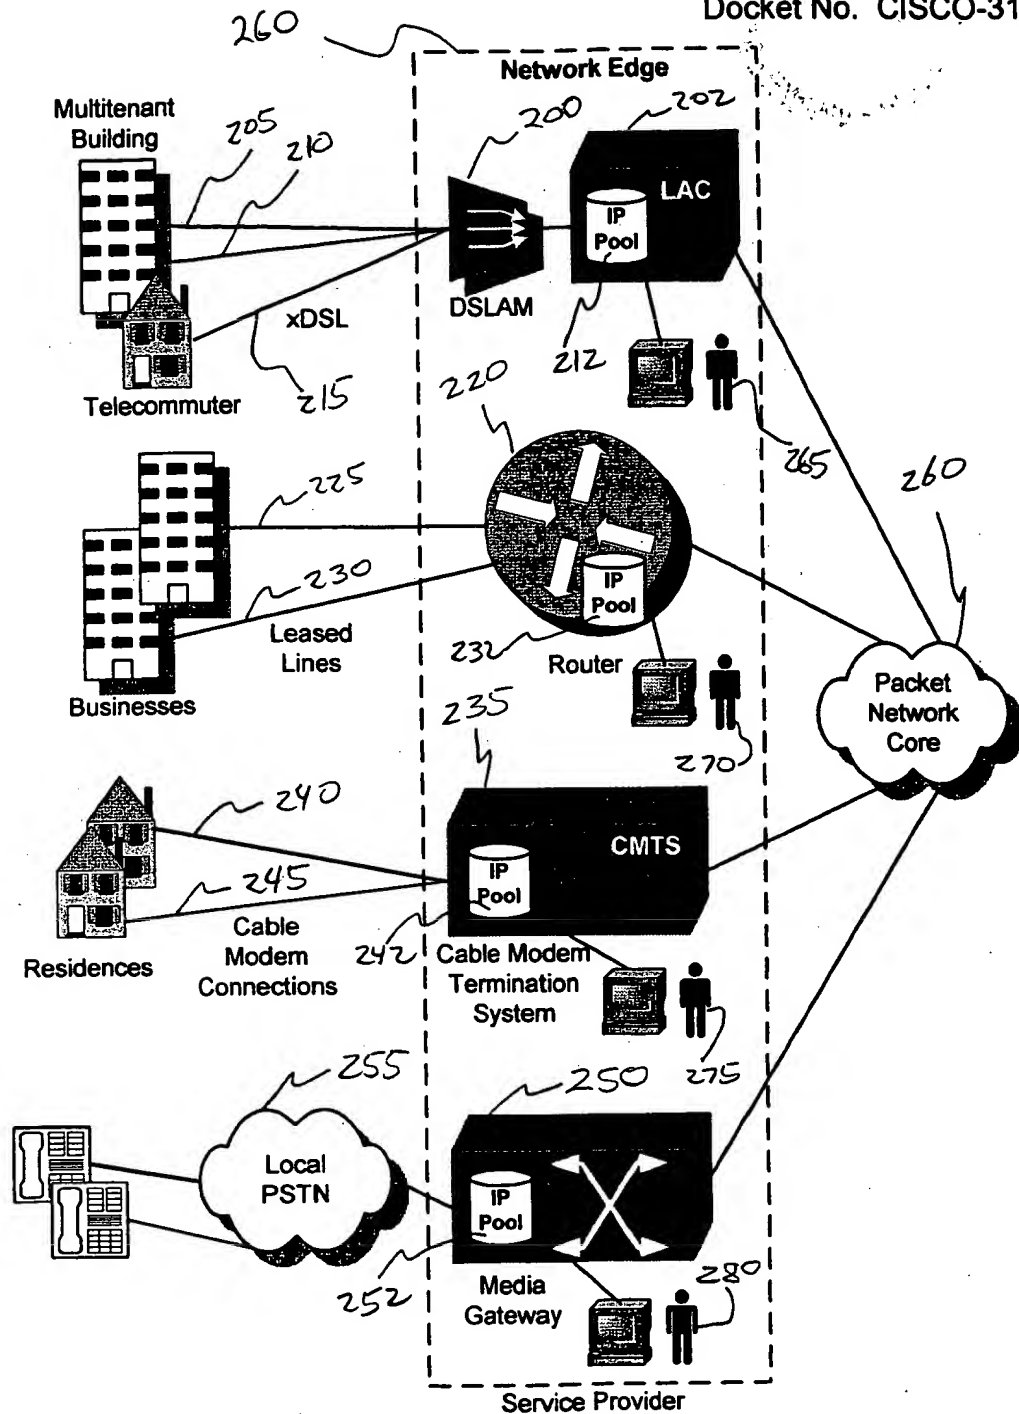 Docket No. CISCO-31
260
Network Edge
Multitenant
Building
205
210
200
202
LAC
IP
Pool
DSLAM
xDSL
212
215
Telecommuter
220
265
260
225
230
IP
Pool
Leased
Lines
232
Router
Businesses
235
270
Packet
Network
Core
240
CMTS
IP
Pool
245
Cable
Modem
Connections
242
Cable Modem
Termination
System
Residences
275
255
250
Local
PSTN
IP
Pool
252
Media
Gateway
280
Service Provider